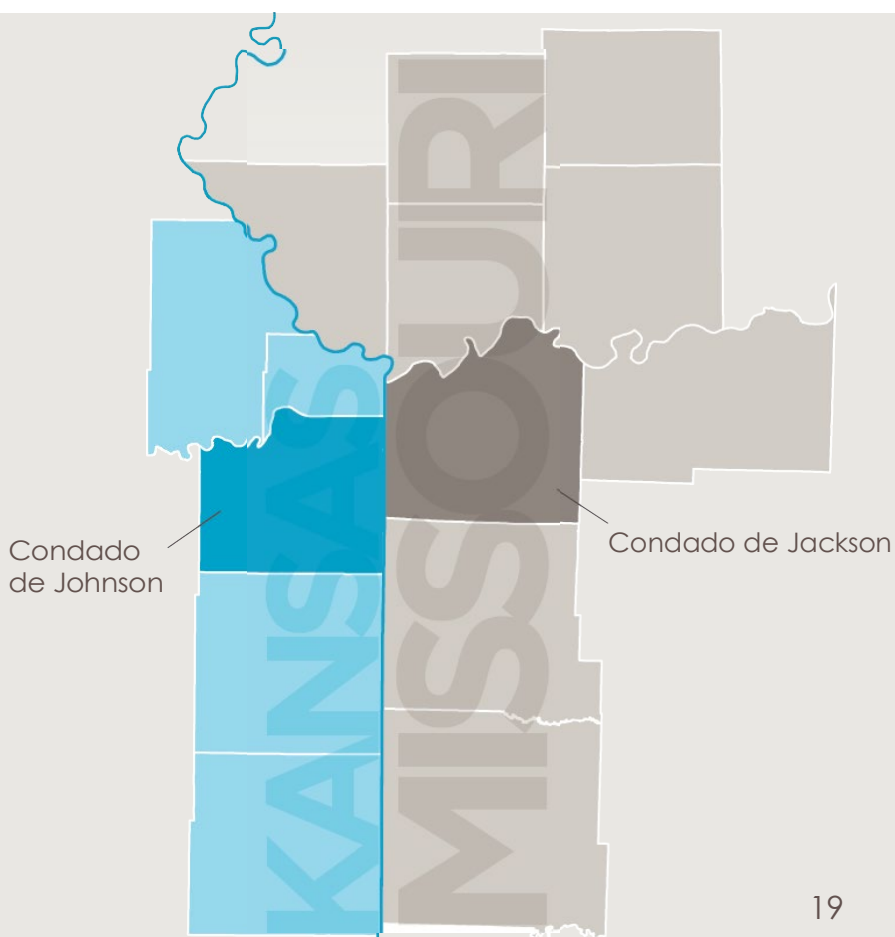 KANSAS
MISSOURI
Condado
de Johnson
Condado de Jackson
19